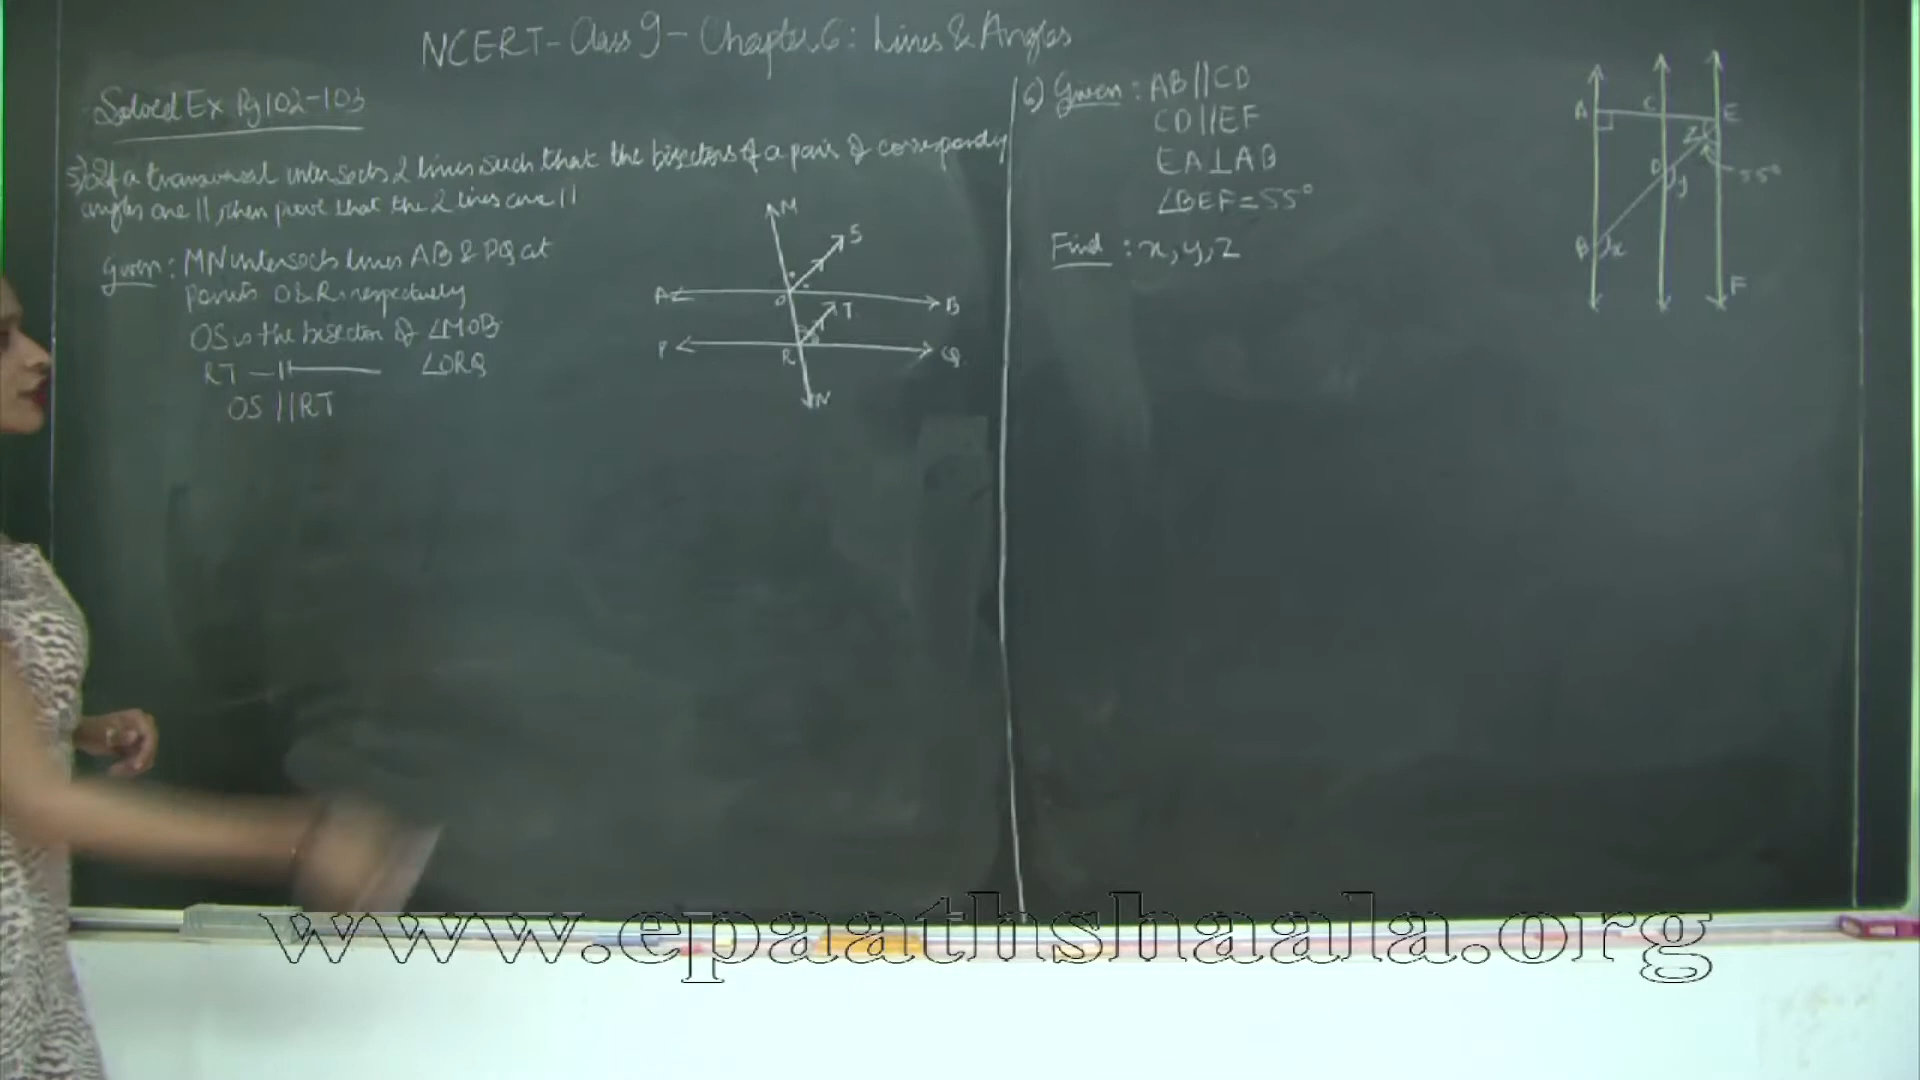 NCERT - Class 9 - Chapter 6: Lines & Angles
Solved Ex Pg 102-103
5) If a transversal intersects 2 lines such that the bisectors of a pair of corresponding
angles are ||, then prove that the 2 lines are ||
Given: MN intersects lines AB & PQ at
points O & R respectively
OS is the bisector of ∠MOB
RT —||— ∠ORQ
OS || RT
M
S
A
O
B
T
P
R
Q
N
6) Given: AB||CD
CD||EF
EA⊥AB
∠BEF=55°
Find: x, y, z
A
C
E
z
D
y
55°
B
x
F
www.epaathshaala.org